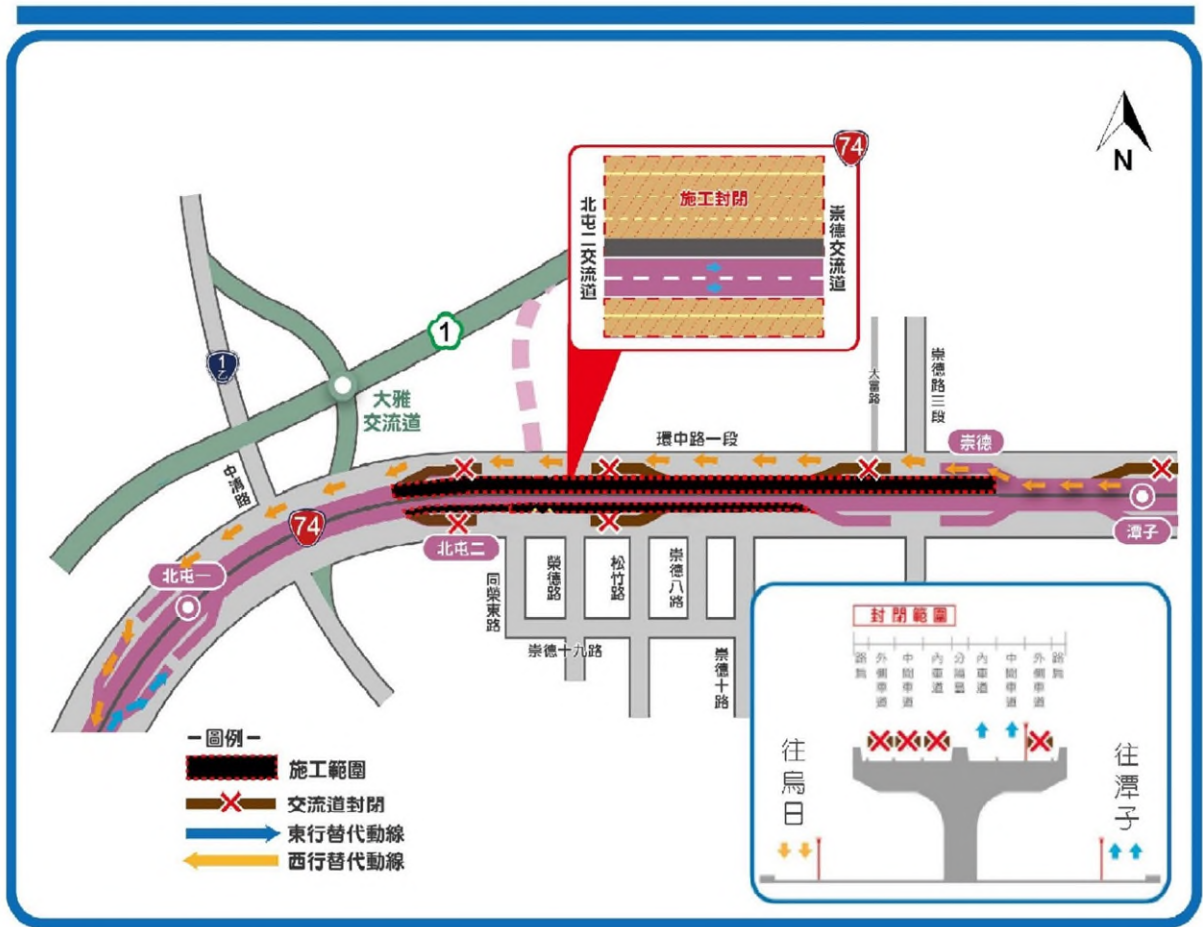 N
74
施工封閉
北屯二交流道
崇德交流道
1
1
乙
大雅
交流道
中清路
環中路一段
大富路
崇德路三段
崇德
潭子
74
北屯一
北屯二
同榮東路
榮德路
松竹路
崇德八路
崇德十九路
崇德十路
封閉範圍
路肩
外側車道
中間車道
內車道
分隔島
內車道
中間車道
外側車道
路肩
往烏日
往潭子
－圖例－
施工範圍
交流道封閉
東行替代動線
西行替代動線